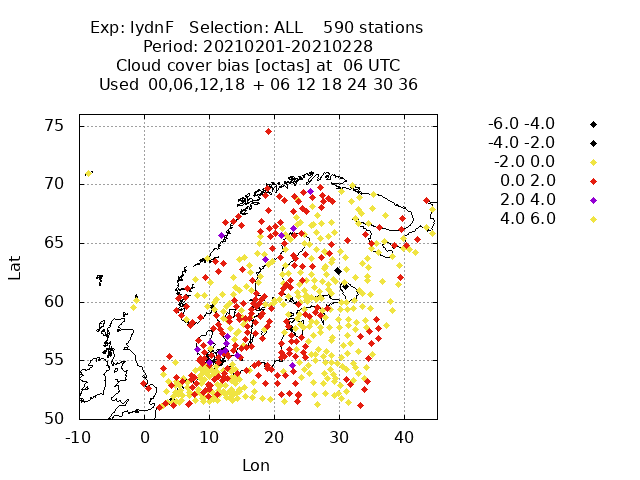 Exp: IydnF   Selection: ALL    590 stations
Period: 20210201-20210228
Cloud cover bias [octas] at  06 UTC
Used 00,06,12,18 + 06 12 18 24 30 36
-6.0 -4.0
-4.0 -2.0
-2.0 0.0
0.0 2.0
2.0 4.0
4.0 6.0
75
70
65
60
55
50
Lat
-10 0 10 20 30 40
Lon